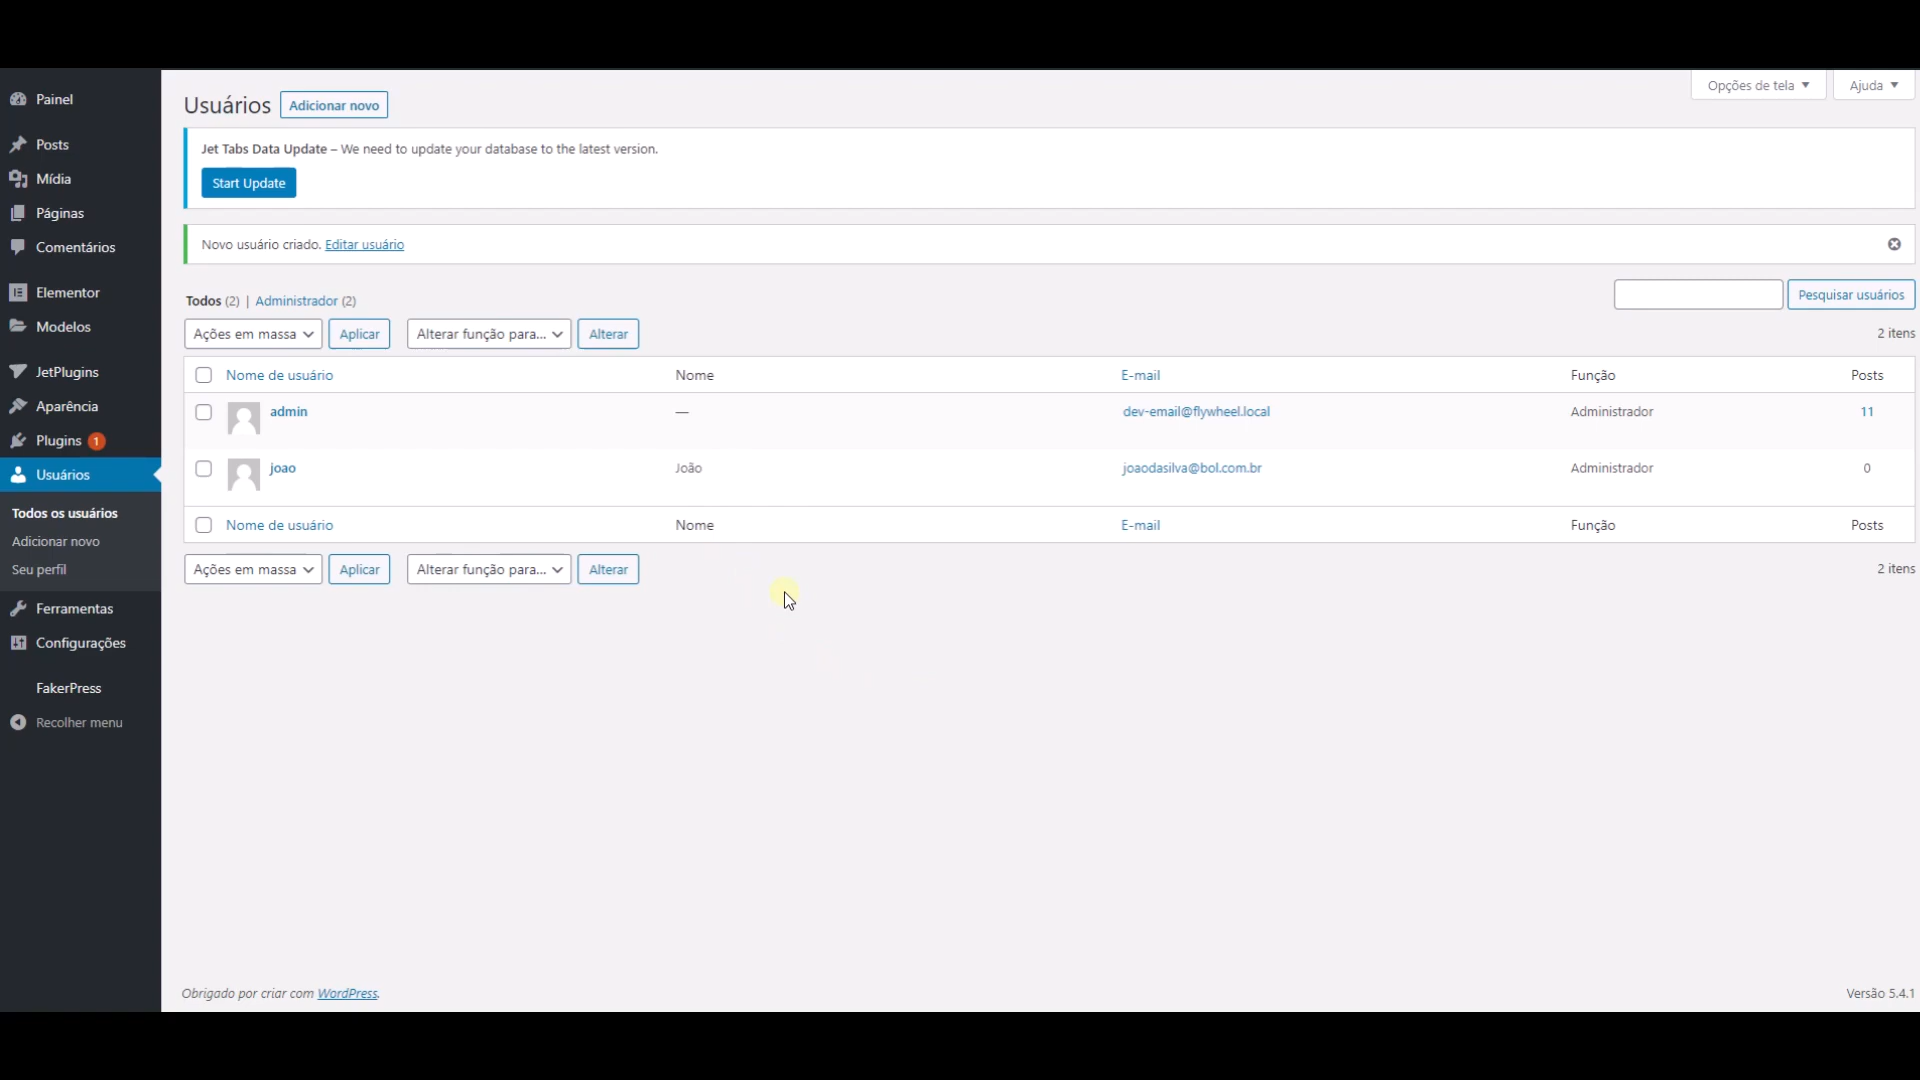 Painel
Posts
Mídia
Páginas
Comentários
Elementor
Modelos
JetPlugins
Aparência
Plugins 1
Usuários
Todos os usuários
Adicionar novo
Seu perfil
Ferramentas
Configurações
FakerPress
Recolher menu
Opções de tela
Ajuda
Usuários Adicionar novo
Jet Tabs Data Update – We need to update your database to the latest version.
Start Update
Novo usuário criado. Editar usuário
Todos (2) | Administrador (2)
Pesquisar usuários
Ações em massa Aplicar Alterar função para... Alterar
2 itens
Nome de usuário Nome E-mail Função Posts
admin — dev-email@flywheel.local Administrador 11
joao João joaodasilva@bol.com.br Administrador 0
Nome de usuário Nome E-mail Função Posts
Ações em massa Aplicar Alterar função para... Alterar
2 itens
Obrigado por criar com WordPress.
Versão 5.4.1